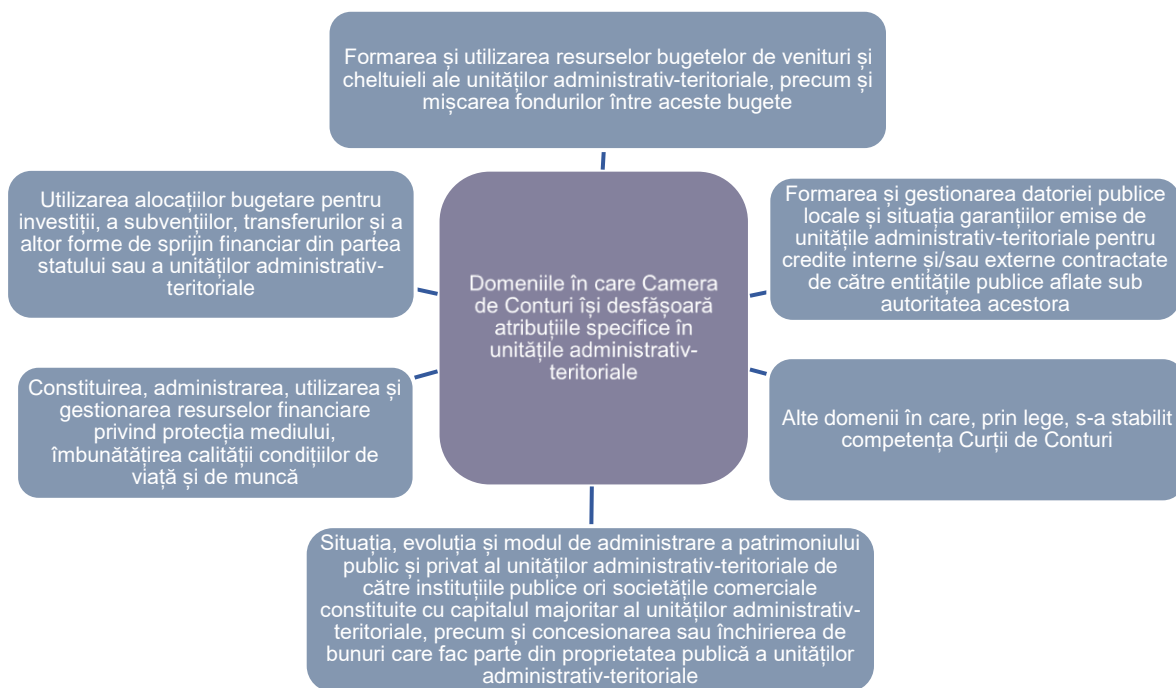 Formarea și utilizarea resurselor bugetelor de venituri și
cheltuieli ale unităților administrativ-teritoriale, precum și
mișcarea fondurilor între aceste bugete
Utilizarea alocațiilor bugetare pentru
investiții, a subvențiilor, transferurilor și a
altor forme de sprijin financiar din partea
statului sau a unităților administrativ-
teritoriale
Formarea și gestionarea datoriei publice
locale și situația garanțiilor emise de
unitățile administrativ-teritoriale pentru
credite interne și/sau externe contractate
de către entitățile publice aflate sub
autoritatea acestora
Domeniile în care Camera
de Conturi își desfășoară
atribuțiile specifice în
unitățile administrativ-
teritoriale
Constituirea, administrarea, utilizarea și
gestionarea resurselor financiare
privind protecția mediului,
îmbunătățirea calității condițiilor de
viață și de muncă
Alte domenii în care, prin lege, s-a stabilit
competența Curții de Conturi
Situația, evoluția și modul de administrare a patrimoniului
public și privat al unităților administrativ-teritoriale de
către instituțiile publice ori societățile comerciale
constituite cu capitalul majoritar al unităților administrativ-
teritoriale, precum și concesionarea sau închirierea de
bunuri care fac parte din proprietatea publică a unităților
administrativ-teritoriale